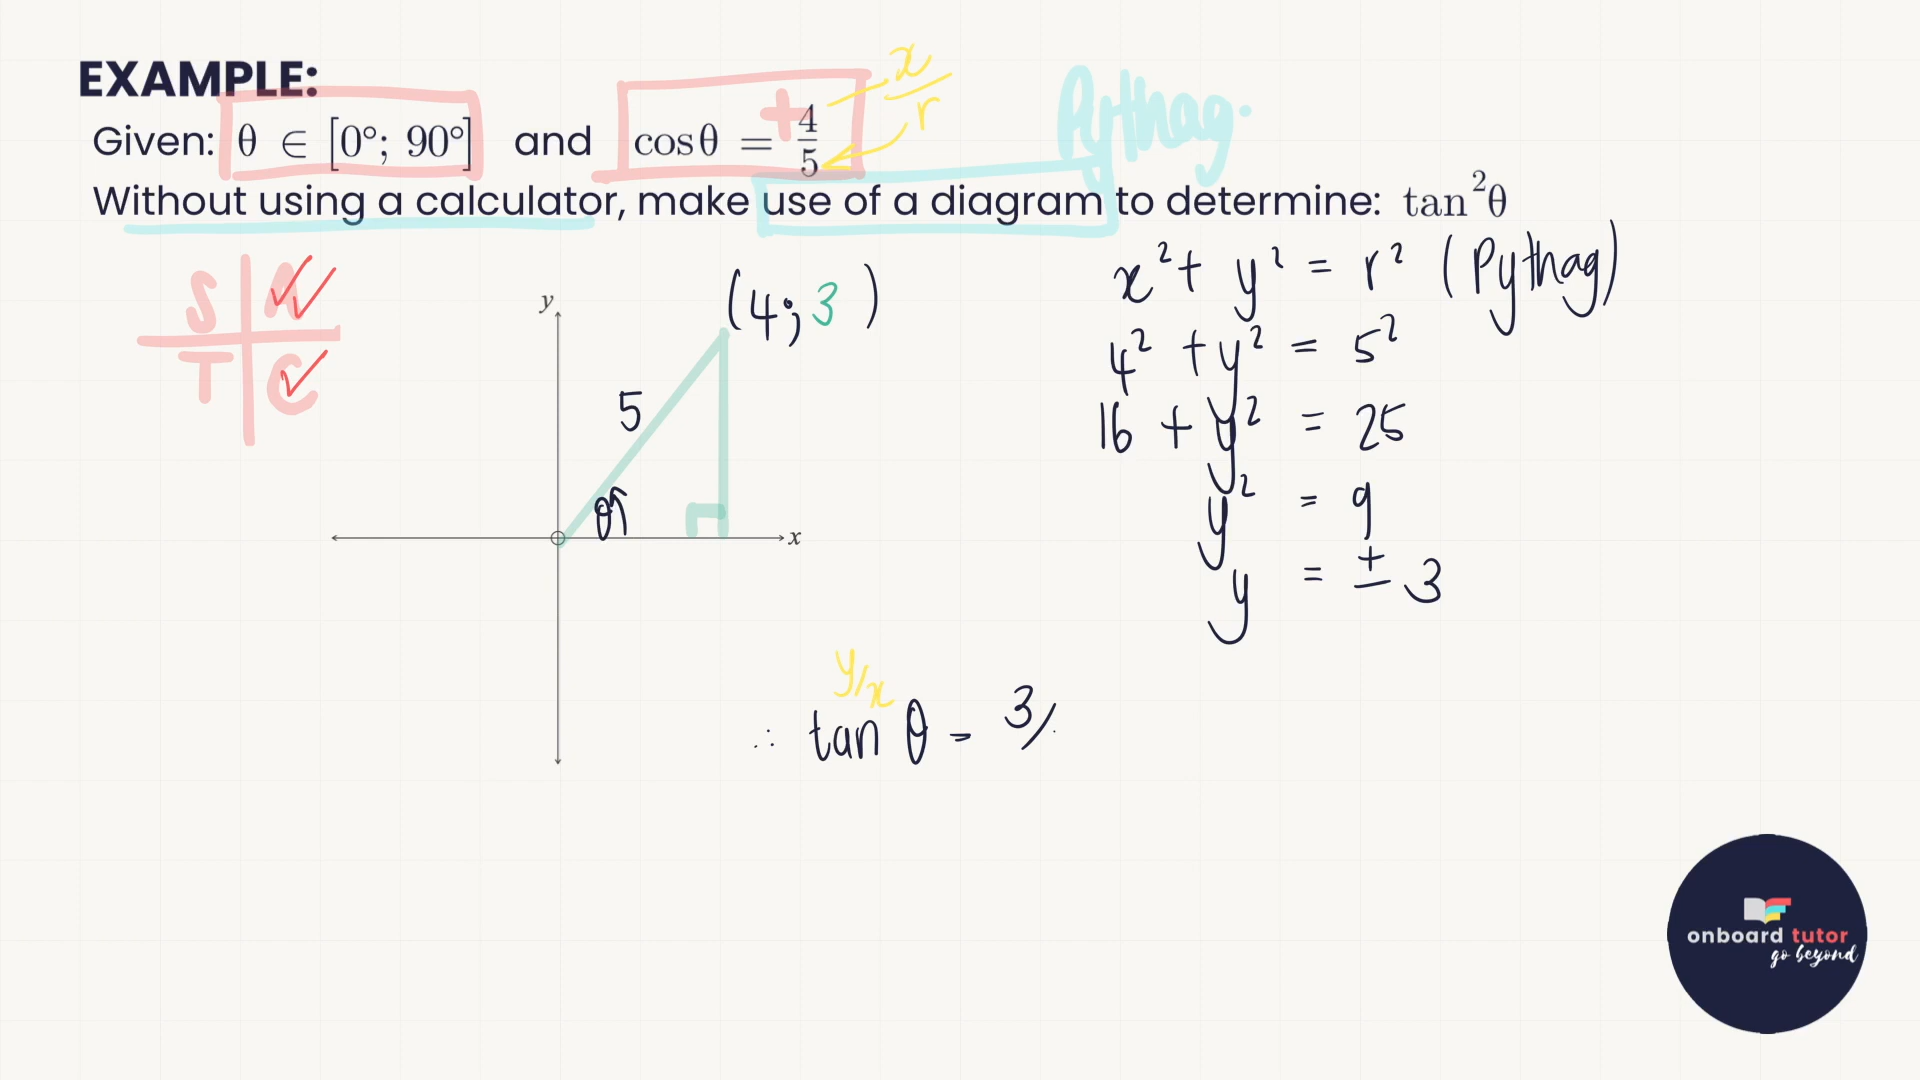 EXAMPLE:
x/r
Pythag.
Given: θ ∈ [0°; 90°] and cosθ = + 4/5
Without using a calculator, make use of a diagram to determine: tan²θ
S A
T C
y
(4;3)
5
θ
x
x² + y² = r² (Pythag)
4² + y² = 5²
16 + y² = 25
y² = 9
y = ± 3
y/x
∴ tan θ = 3/
onboard tutor
go beyond